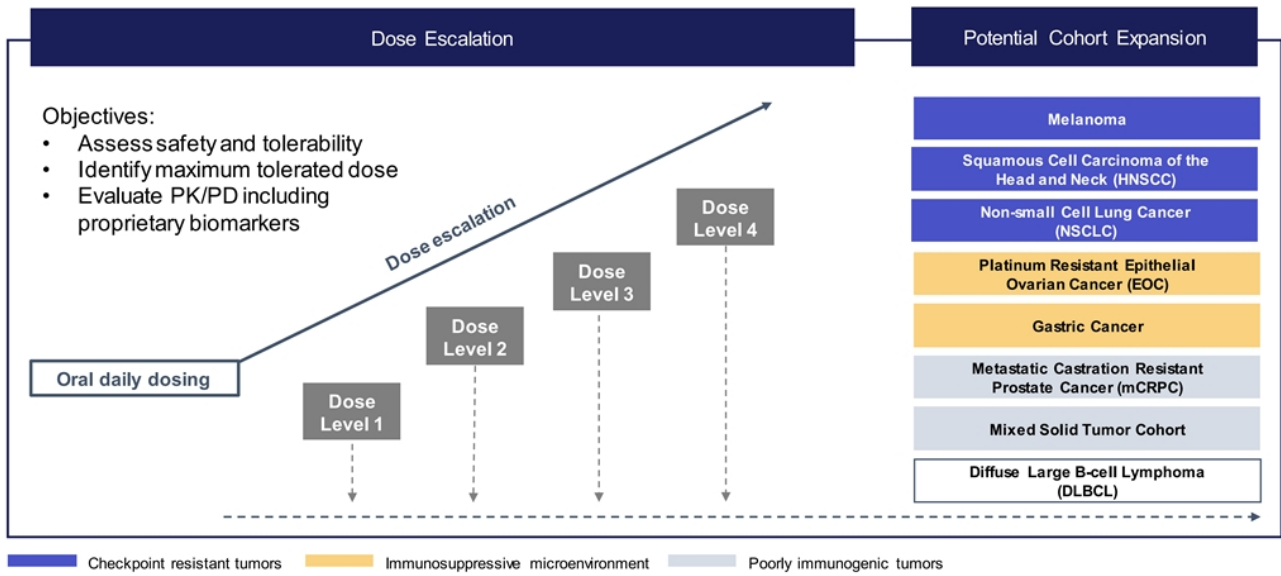 Dose Escalation
Potential Cohort Expansion
Objectives:
• Assess safety and tolerability
• Identify maximum tolerated dose
• Evaluate PK/PD including
proprietary biomarkers
Oral daily dosing
Dose escalation
Dose
Level 1
Dose
Level 2
Dose
Level 3
Dose
Level 4
Melanoma
Squamous Cell Carcinoma of the
Head and Neck (HNSCC)
Non-small Cell Lung Cancer
(NSCLC)
Platinum Resistant Epithelial
Ovarian Cancer (EOC)
Gastric Cancer
Metastatic Castration Resistant
Prostate Cancer (mCRPC)
Mixed Solid Tumor Cohort
Diffuse Large B-cell Lymphoma
(DLBCL)
Checkpoint resistant tumors
Immunosuppressive microenvironment
Poorly immunogenic tumors